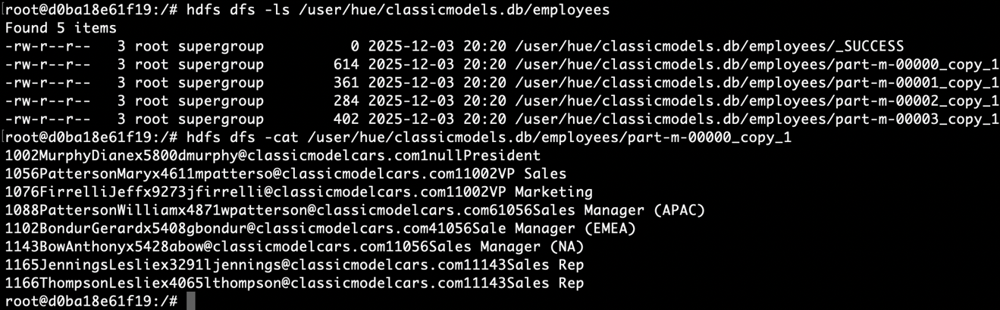 [root@d0ba18e61f19:/# hdfs dfs -ls /user/hue/classicmodels.db/employees
Found 5 items
-rw-r--r--   3 root supergroup          0 2025-12-03 20:20 /user/hue/classicmodels.db/employees/_SUCCESS
-rw-r--r--   3 root supergroup        614 2025-12-03 20:20 /user/hue/classicmodels.db/employees/part-m-00000_copy_1
-rw-r--r--   3 root supergroup        361 2025-12-03 20:20 /user/hue/classicmodels.db/employees/part-m-00001_copy_1
-rw-r--r--   3 root supergroup        284 2025-12-03 20:20 /user/hue/classicmodels.db/employees/part-m-00002_copy_1
-rw-r--r--   3 root supergroup        402 2025-12-03 20:20 /user/hue/classicmodels.db/employees/part-m-00003_copy_1
[root@d0ba18e61f19:/# hdfs dfs -cat /user/hue/classicmodels.db/employees/part-m-00000_copy_1
1002MurphyDianex5800dmurphy@classicmodelcars.com1nullPresident
1056PattersonMaryx4611mpatterso@classicmodelcars.com11002VP Sales
1076FirrelliJeffx9273jfirrelli@classicmodelcars.com11002VP Marketing
1088PattersonWilliamx4871wpatterson@classicmodelcars.com61056Sales Manager (APAC)
1102BondurGerardx5408gbondur@classicmodelcars.com41056Sale Manager (EMEA)
1143BowAnthonyx5428abow@classicmodelcars.com11056Sales Manager (NA)
1165JenningsLesliex3291ljennings@classicmodelcars.com11143Sales Rep
1166ThompsonLesliex4065lthompson@classicmodelcars.com11143Sales Rep
root@d0ba18e61f19:/#